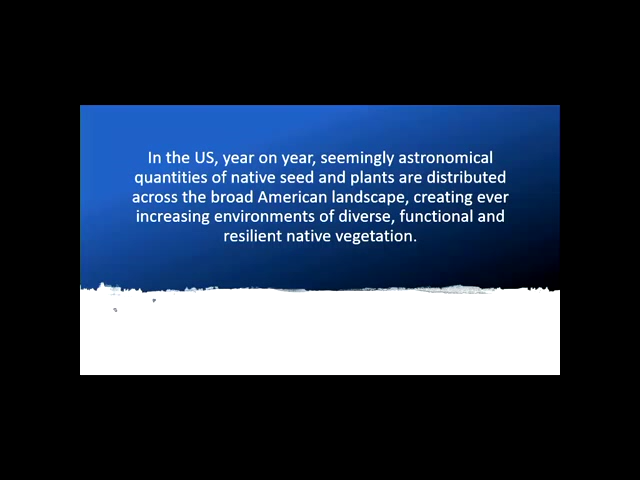 In the US, year on year, seemingly astronomical
quantities of native seed and plants are distributed
across the broad American landscape, creating ever
increasing environments of diverse, functional and
resilient native vegetation.